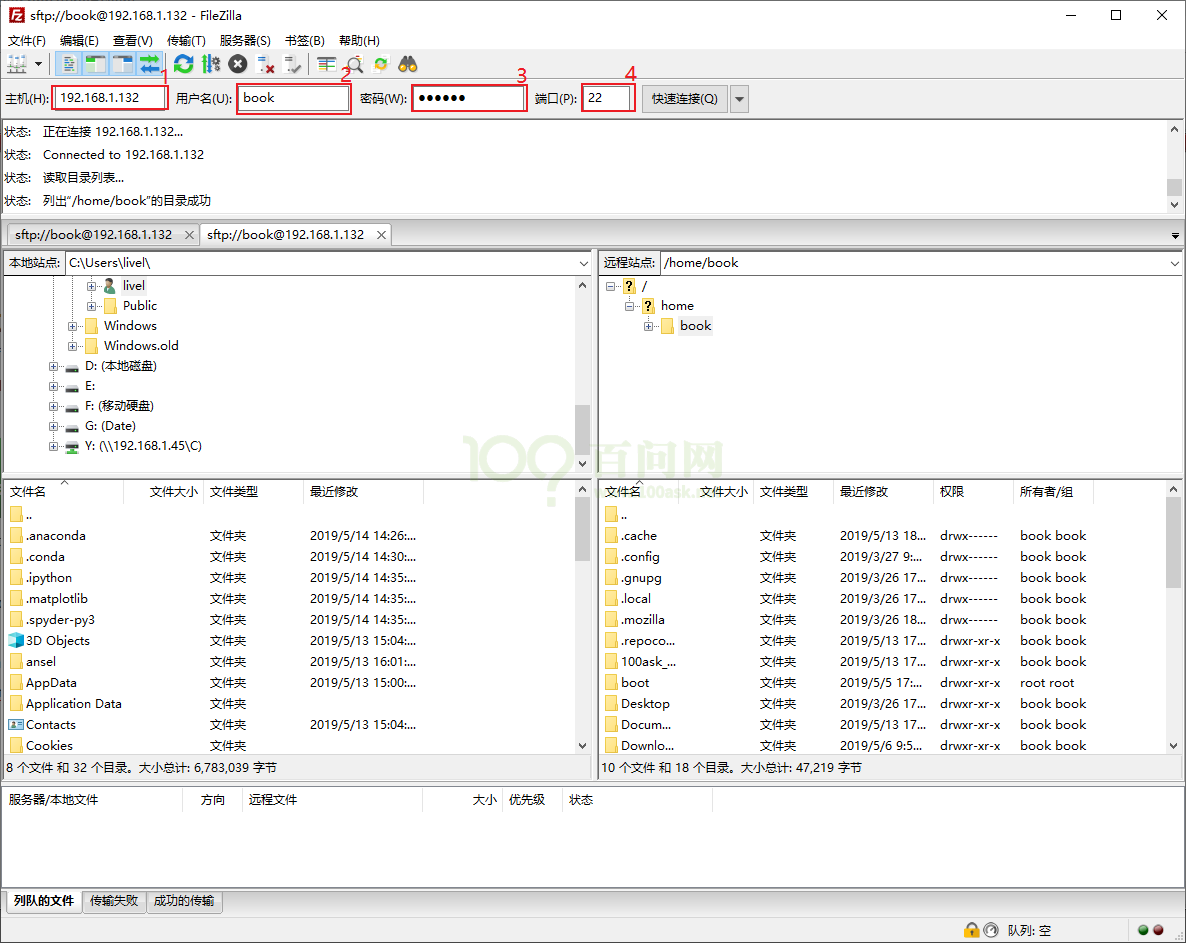 sftp://book@192.168.1.132 - FileZilla
文件(F) 编辑(E) 查看(V) 传输(T) 服务器(S) 书签(B) 帮助(H)
1 2 3 4
主机(H): 192.168.1.132 用户名(U): book 密码(W): ●●●●●● 端口(P): 22 快速连接(Q)
状态: 正在连接 192.168.1.132...
状态: Connected to 192.168.1.132
状态: 读取目录列表...
状态: 列出"/home/book"的目录成功
sftp://book@192.168.1.132 sftp://book@192.168.1.132
本地站点: C:\Users\livel\
livel
Public
Windows
Windows.old
D: (本地磁盘)
E:
F: (移动硬盘)
G: (Date)
Y: (\\192.168.1.45\C)
远程站点: /home/book
/
home
book
100?百问网
文件名 文件大小 文件类型 最近修改
..
.anaconda 文件夹 2019/5/14 14:26:...
.conda 文件夹 2019/5/14 14:30:...
.ipython 文件夹 2019/5/14 14:35:...
.matplotlib 文件夹 2019/5/14 14:35:...
.spyder-py3 文件夹 2019/5/14 14:35:...
3D Objects 文件夹 2019/5/13 15:04:...
ansel 文件夹 2019/5/13 16:01:...
AppData 文件夹 2019/5/13 15:00:...
Application Data 文件夹
Contacts 文件夹 2019/5/13 15:04:...
Cookies 文件夹
8 个文件 和 32 个目录。大小总计: 6,783,039 字节
文件名 文件大小 文件类型 最近修改 权限 所有者/组
..
.cache 文件夹 2019/5/13 18... drwx------ book book
.config 文件夹 2019/3/27 9:... drwx------ book book
.gnupg 文件夹 2019/3/26 17... drwx------ book book
.local 文件夹 2019/3/26 17... drwx------ book book
.mozilla 文件夹 2019/3/26 18... drwx------ book book
.repoco... 文件夹 2019/5/13 17... drwxr-xr-x book book
100ask_... 文件夹 2019/5/13 17... drwxr-xr-x book book
boot 文件夹 2019/5/5 17:... drwxr-xr-x root root
Desktop 文件夹 2019/3/26 17... drwxr-xr-x book book
Docum... 文件夹 2019/5/13 17... drwxr-xr-x book book
Downlo... 文件夹 2019/5/6 9:5... drwxr-xr-x book book
10 个文件 和 18 个目录。大小总计: 47,219 字节
服务器/本地文件 方向 远程文件 大小 优先级 状态
列队的文件 传输失败 成功的传输
队列: 空